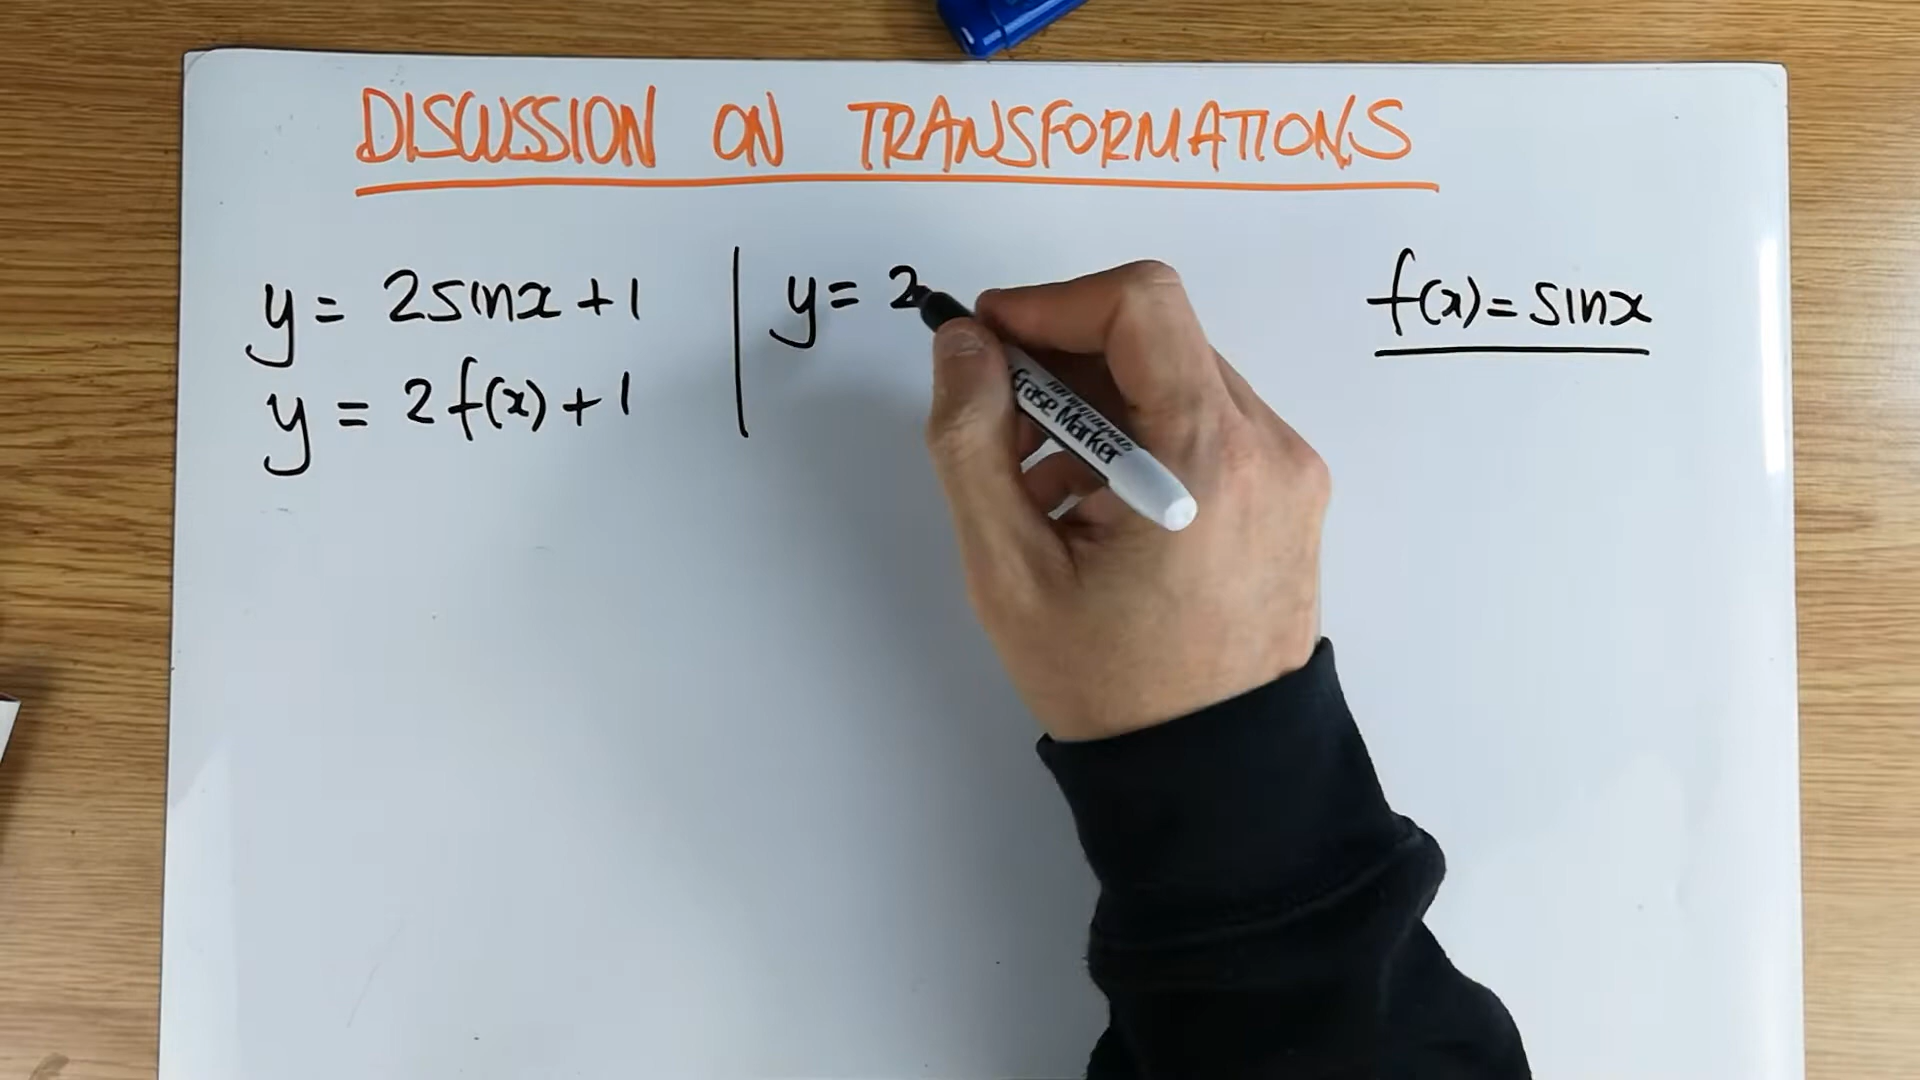 DISCUSSION ON TRANSFORMATIONS
y = 2sinx + 1
y = 2f(x) + 1
y = 2
f(x) = sinx
Erase Marker